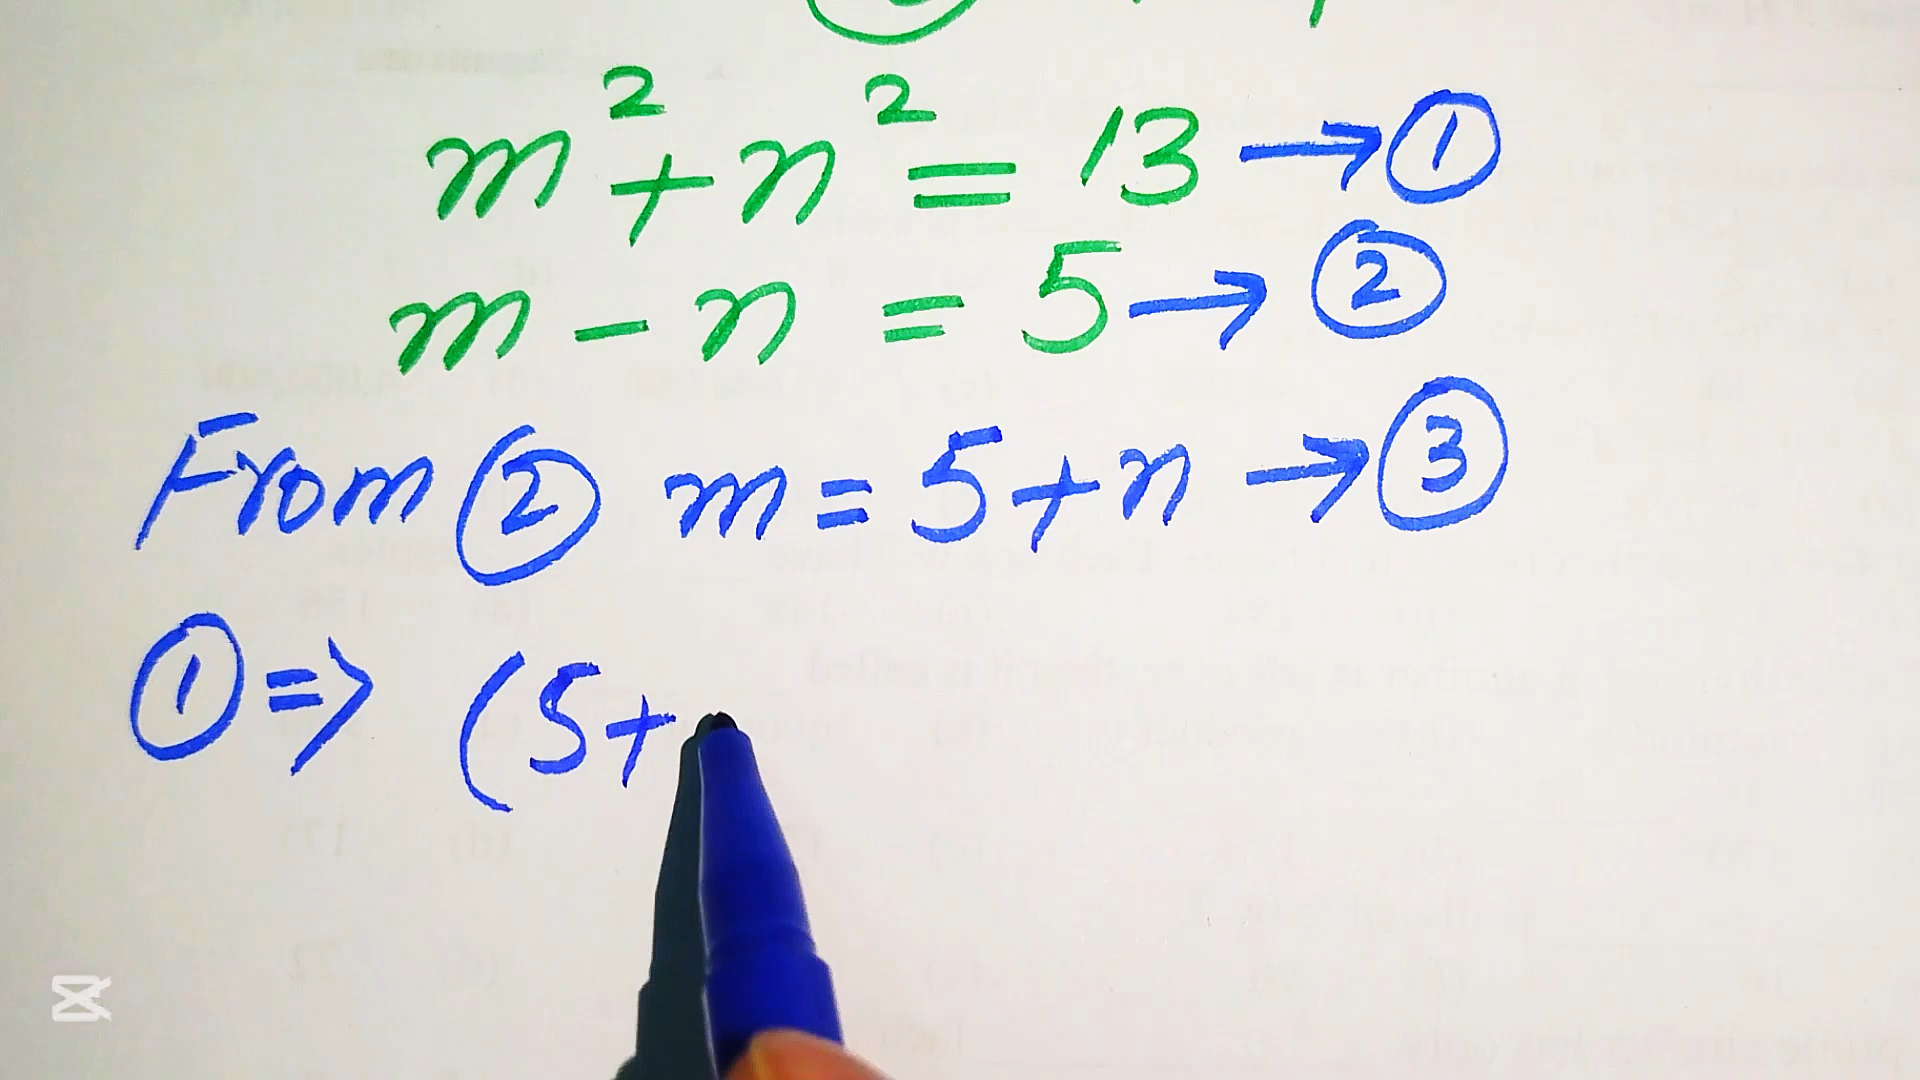 m² + n² = 13 → ①
m - n = 5 → ②
From ② m = 5 + n → ③
① => (5 +